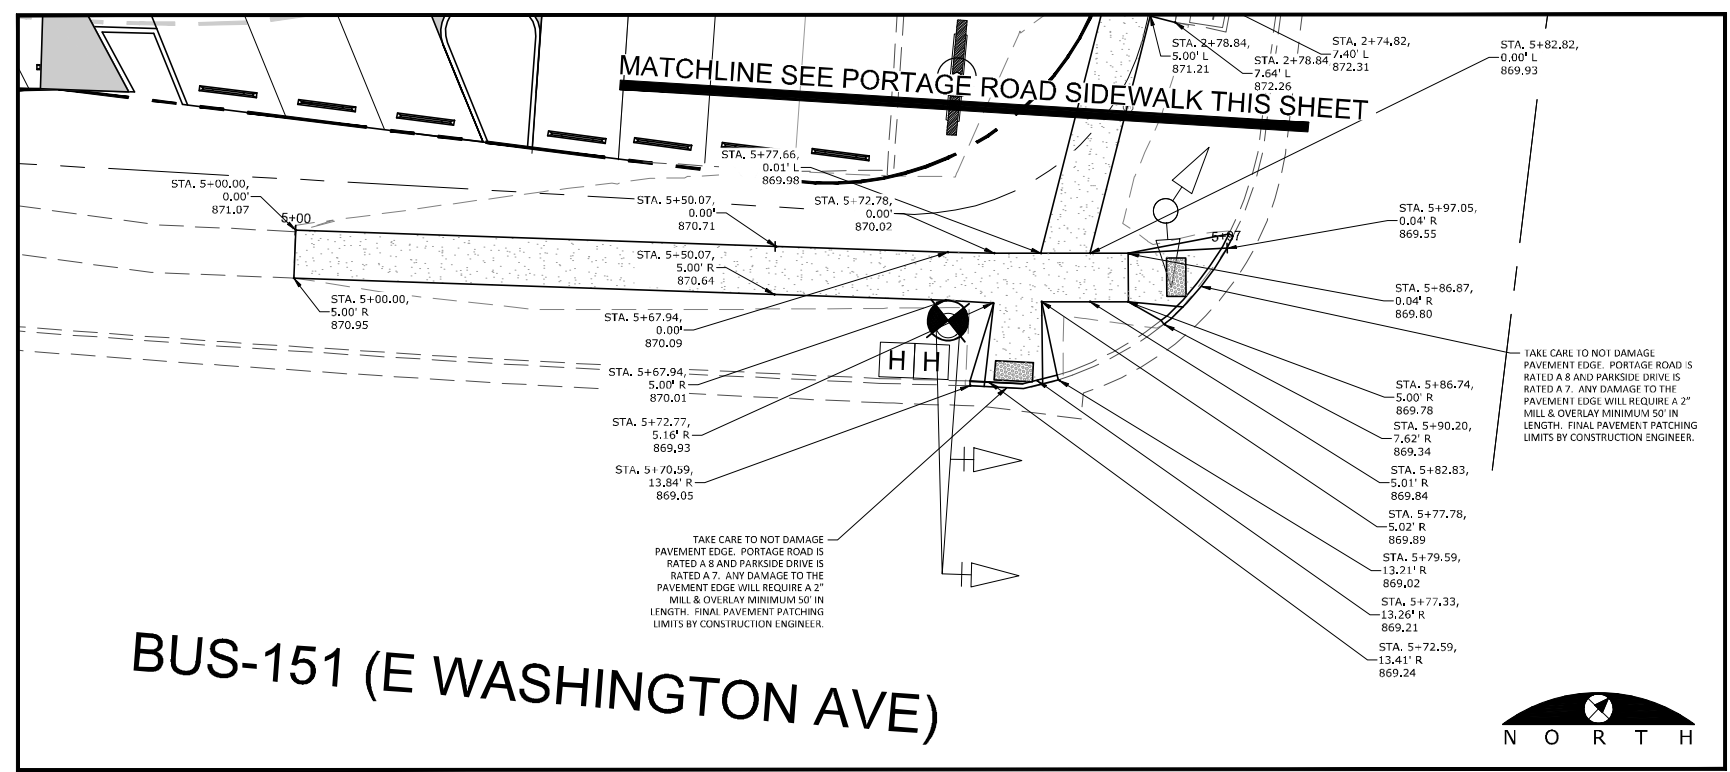 STA. 2+78.84,
5.00' L
871.21
STA. 2+78.84
7.64' L
872.26
STA. 2+74.82,
7.40' L
872.31
STA. 5+82.82,
0.00' L
869.93
MATCHLINE SEE PORTAGE ROAD SIDEWALK THIS SHEET
STA. 5+77.66,
0.01' L
869.98
STA. 5+00.00,
0.00'
871.07
5+00
STA. 5+50.07,
0.00'
870.71
STA. 5+72.78,
0.00'
870.02
STA. 5+97.05,
0.04' R
869.55
5+97
STA. 5+50.07,
5.00' R
870.64
STA. 5+00.00,
5.00' R
870.95
STA. 5+67.94,
0.00'
870.09
STA. 5+86.87,
0.04' R
869.80
H H
STA. 5+67.94,
5.00' R
870.01
STA. 5+72.77,
5.16' R
869.93
STA. 5+70.59,
13.84' R
869.05
TAKE CARE TO NOT DAMAGE
PAVEMENT EDGE. PORTAGE ROAD IS
RATED A 8 AND PARKSIDE DRIVE IS
RATED A 7. ANY DAMAGE TO THE
PAVEMENT EDGE WILL REQUIRE A 2"
MILL & OVERLAY MINIMUM 50' IN
LENGTH. FINAL PAVEMENT PATCHING
LIMITS BY CONSTRUCTION ENGINEER.
STA. 5+86.74,
5.00' R
869.78
STA. 5+90.20,
7.62' R
869.34
STA. 5+82.83,
5.01' R
869.84
STA. 5+77.78,
5.02' R
869.89
STA. 5+79.59,
13.21' R
869.02
STA. 5+77.33,
13.26' R
869.21
STA. 5+72.59,
13.41' R
869.24
TAKE CARE TO NOT DAMAGE
PAVEMENT EDGE. PORTAGE ROAD IS
RATED A 8 AND PARKSIDE DRIVE IS
RATED A 7. ANY DAMAGE TO THE
PAVEMENT EDGE WILL REQUIRE A 2"
MILL & OVERLAY MINIMUM 50' IN
LENGTH. FINAL PAVEMENT PATCHING
LIMITS BY CONSTRUCTION ENGINEER.
BUS-151 (E WASHINGTON AVE)
NORTH